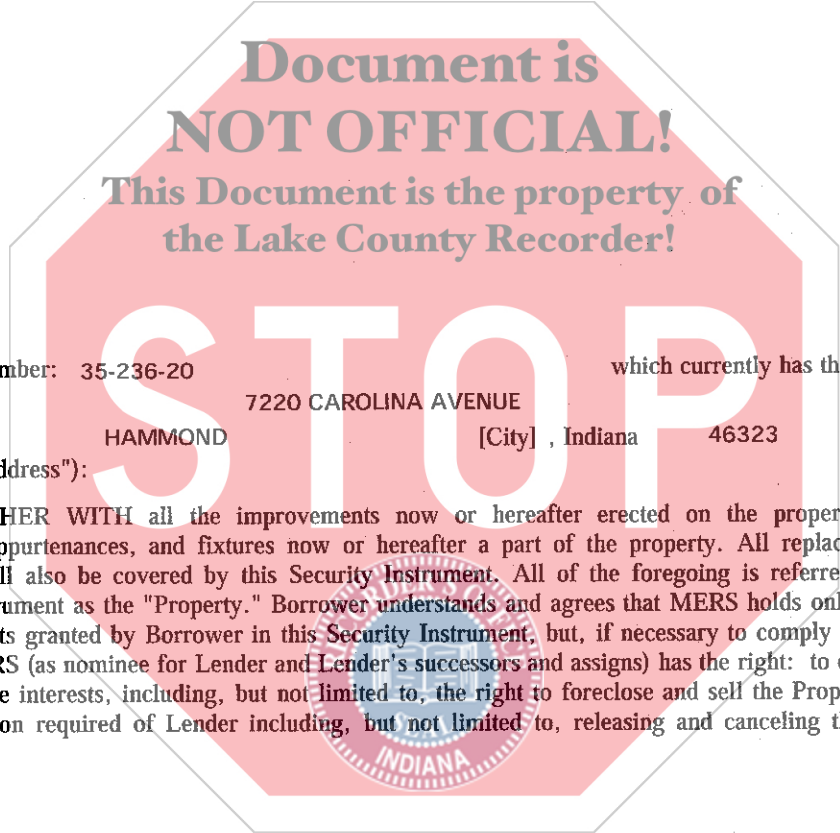 Document is
NOT OFFICIAL!
This Document is the property of
the Lake County Recorder!
STOP
mber: 35-236-20 which currently has th
7220 CAROLINA AVENUE
HAMMOND [City] , Indiana 46323
ddress"):
HER WITH all the improvements now or hereafter erected on the proper
ppurtenances, and fixtures now or hereafter a part of the property. All replac
ll also be covered by this Security Instrument. All of the foregoing is referre
rument as the "Property." Borrower understands and agrees that MERS holds onl
ts granted by Borrower in this Security Instrument, but, if necessary to comply
RS (as nominee for Lender and Lender's successors and assigns) has the right: to
e interests, including, but not limited to, the right to foreclose and sell the Prop
on required of Lender including, but not limited to, releasing and canceling t
SEAL
INDIANA